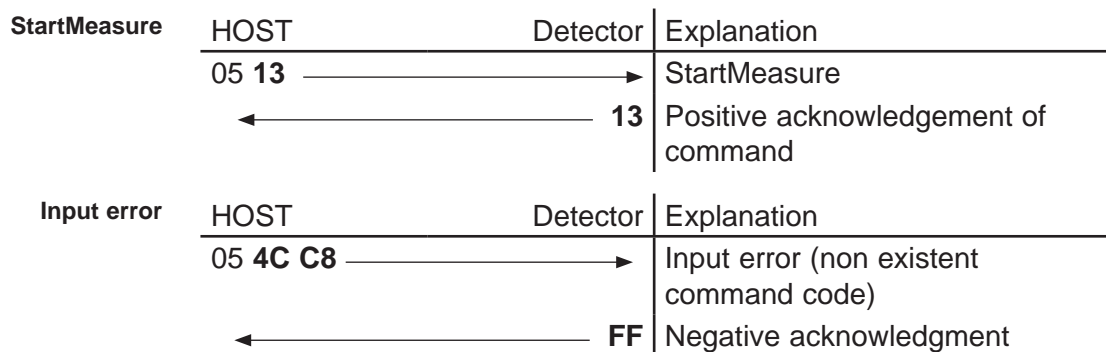 StartMeasure HOST Detector Explanation
05 13 StartMeasure
13 Positive acknowledgement of
command
Input error HOST Detector Explanation
05 4C C8 Input error (non existent
command code)
FF Negative acknowledgment